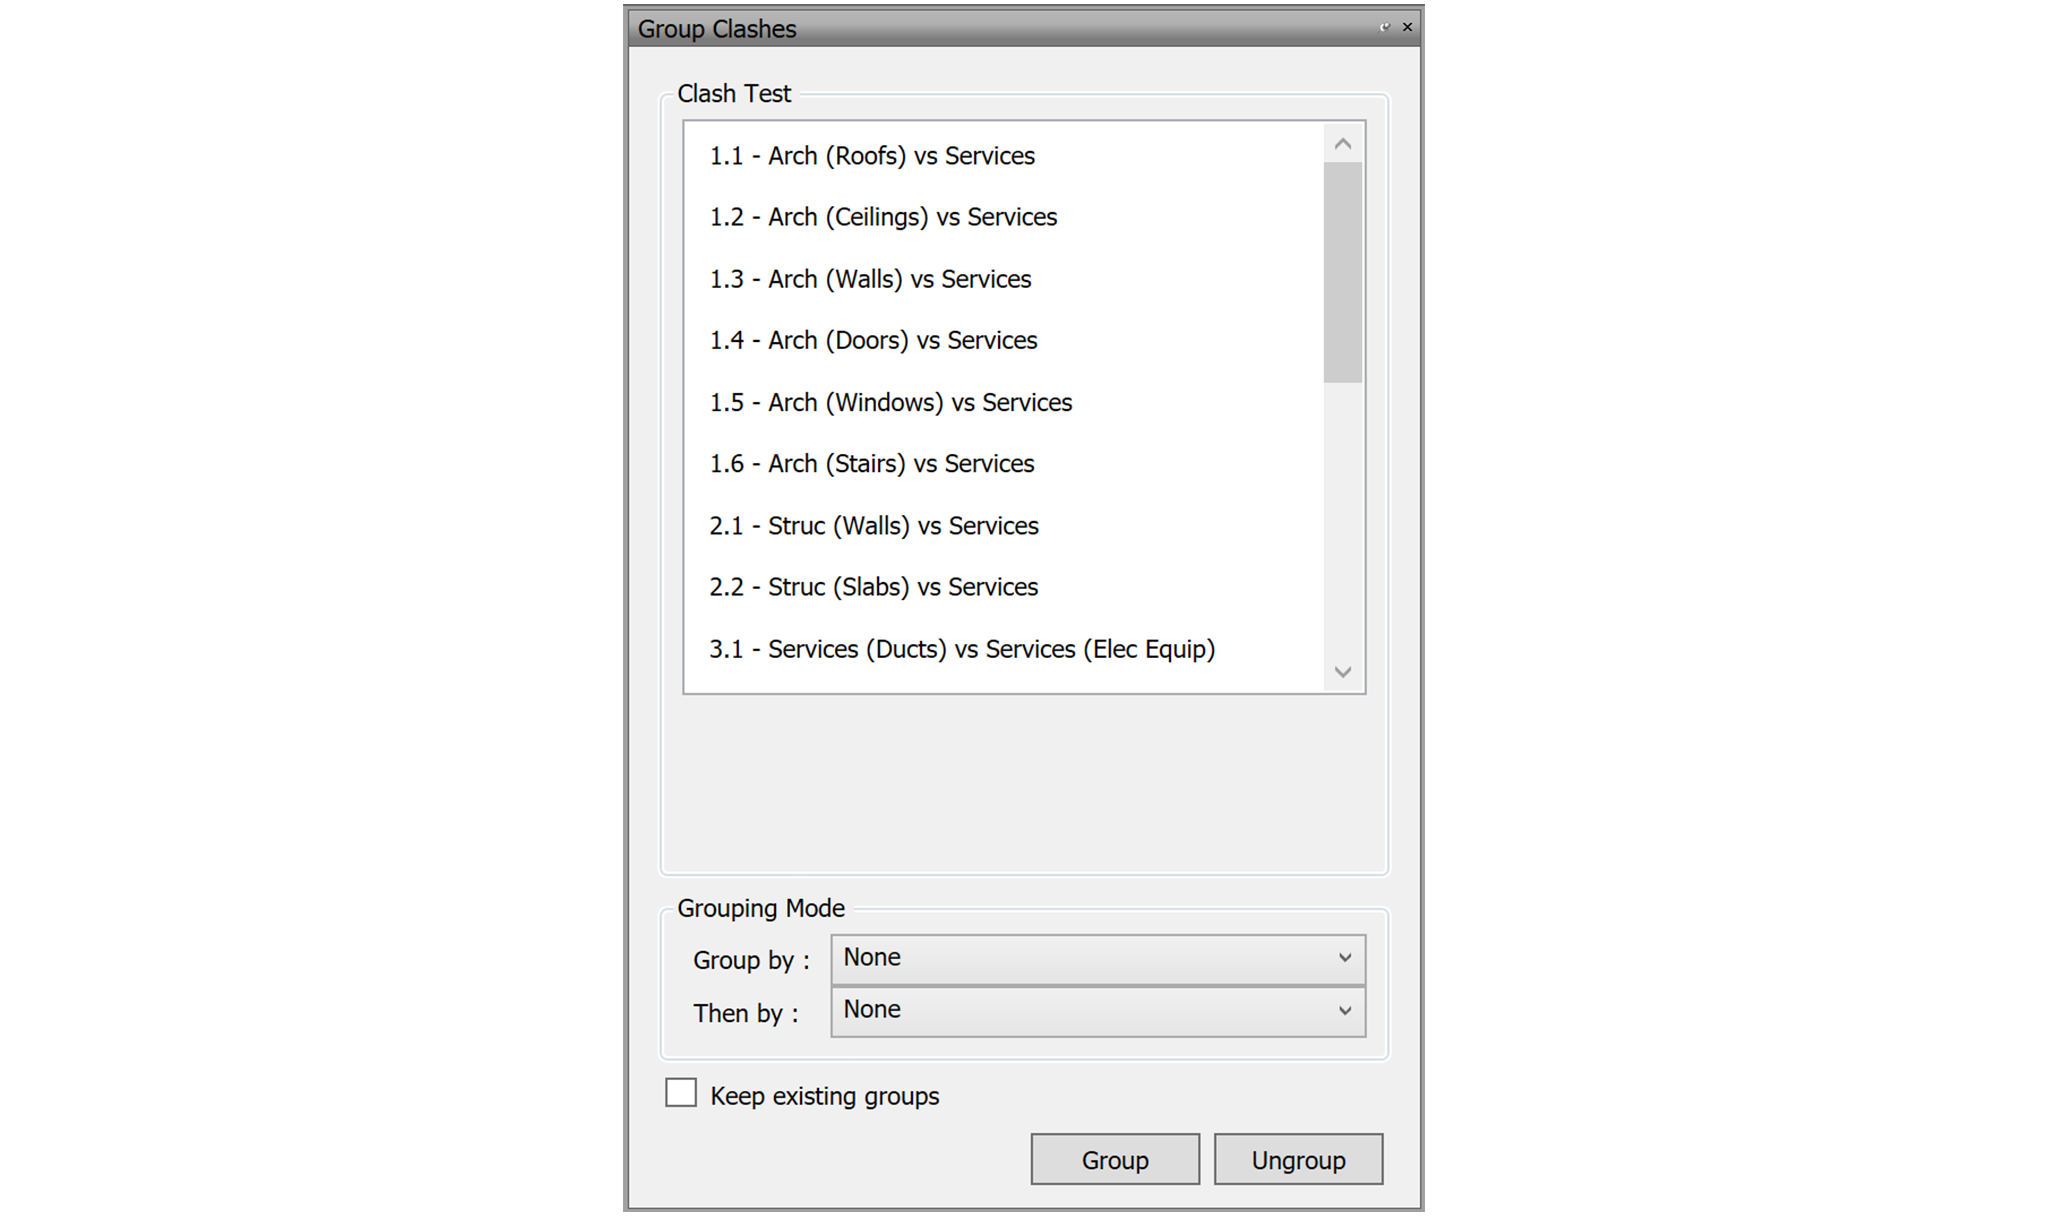 Group Clashes
Clash Test
1.1 - Arch (Roofs) vs Services
1.2 - Arch (Ceilings) vs Services
1.3 - Arch (Walls) vs Services
1.4 - Arch (Doors) vs Services
1.5 - Arch (Windows) vs Services
1.6 - Arch (Stairs) vs Services
2.1 - Struc (Walls) vs Services
2.2 - Struc (Slabs) vs Services
3.1 - Services (Ducts) vs Services (Elec Equip)
Grouping Mode
Group by : None
Then by : None
Keep existing groups
Group Ungroup